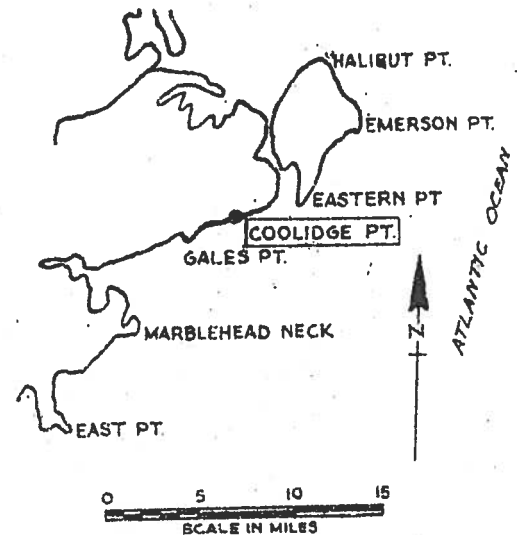 HALIBUT PT.
EMERSON PT.
EASTERN PT
COOLIDGE PT.
GALES PT.
ATLANTIC OCEAN
N
MARBLEHEAD NECK
EAST PT.
0 5 10 15
SCALE IN MILES